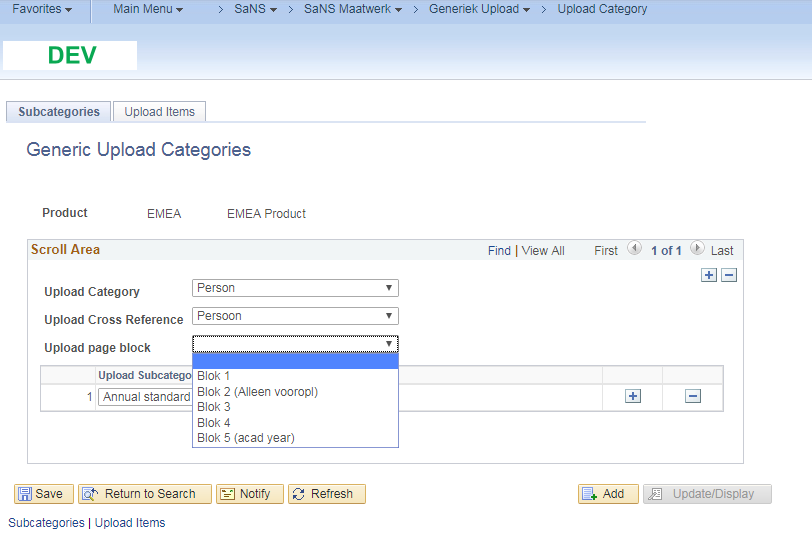 Favorites Main Menu > SaNS > SaNS Maatwerk > Generiek Upload > Upload Category
DEV
Subcategories Upload Items
Generic Upload Categories
Product EMEA EMEA Product
Scroll Area Find | View All First 1 of 1 Last
Upload Category Person
Upload Cross Reference Persoon
Upload page block
Upload Subcatego
Blok 1
1 Annual standard
Blok 2 (Alleen vooropl)
Blok 3
Blok 4
Blok 5 (acad year)
Save Return to Search Notify Refresh Add Update/Display
Subcategories | Upload Items